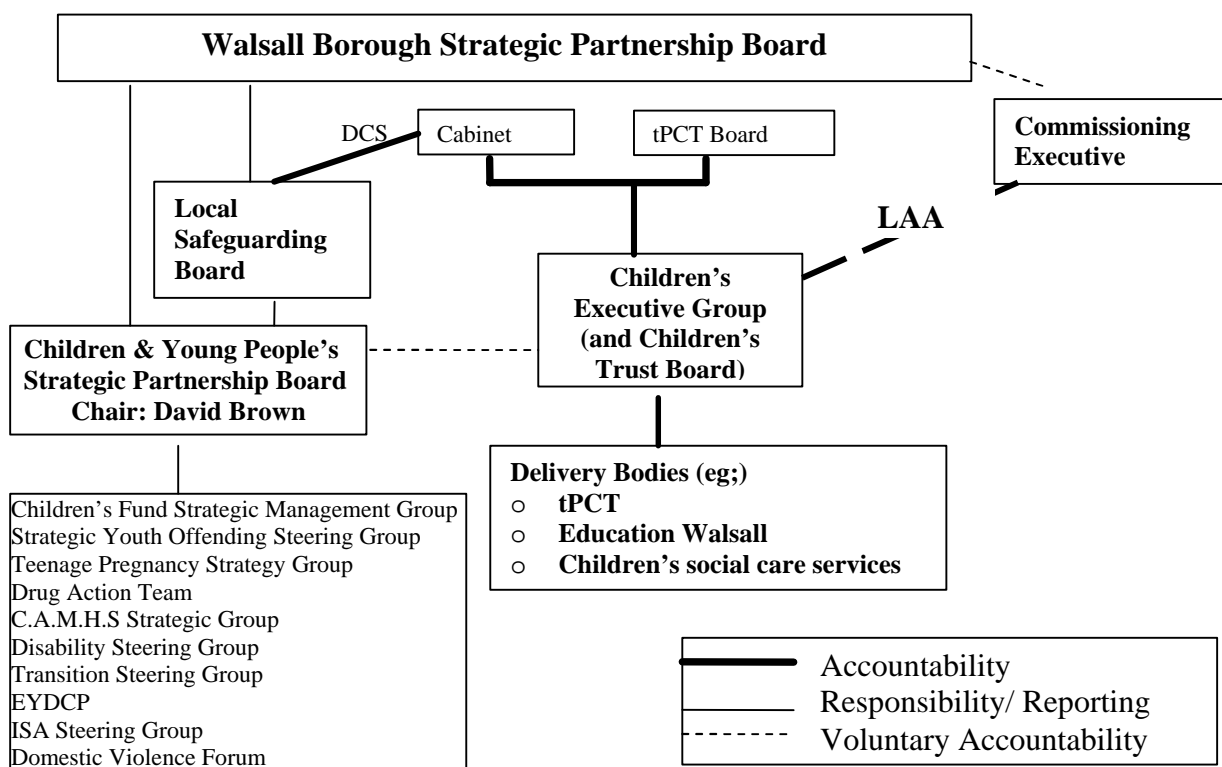 Walsall Borough Strategic Partnership Board
DCS
Cabinet
tPCT Board
Commissioning
Executive
Local
Safeguarding
Board
LAA
Children’s
Executive Group
(and Children’s
Trust Board)
Children & Young People’s
Strategic Partnership Board
Chair: David Brown
Delivery Bodies (eg;)
o tPCT
o Education Walsall
o Children’s social care services
Children’s Fund Strategic Management Group
Strategic Youth Offending Steering Group
Teenage Pregnancy Strategy Group
Drug Action Team
C.A.M.H.S Strategic Group
Disability Steering Group
Transition Steering Group
EYDCP
ISA Steering Group
Domestic Violence Forum
Accountability
Responsibility/ Reporting
Voluntary Accountability